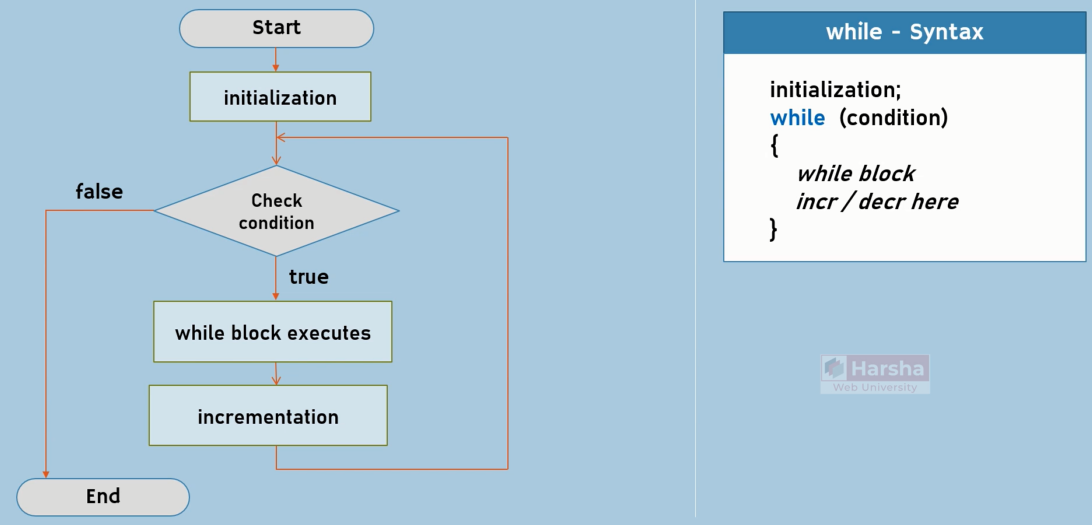 Start
initialization
Check
condition
false
true
while block executes
incrementation
End
while - Syntax
initialization;
while (condition)
{
while block
incr / decr here
}
Harsha
Web University